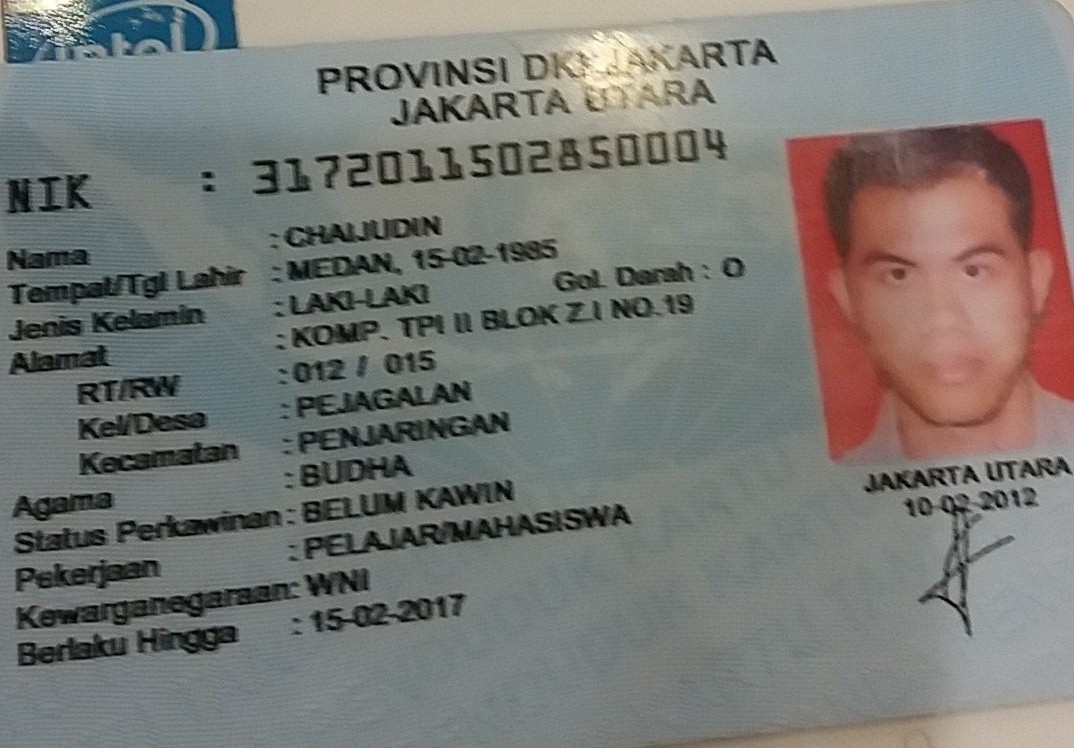 intel
PROVINSI DKI JAKARTA
JAKARTA UTARA
NIK : 3172011502850004
Nama : CHAIJUDIN
Tempat/Tgl Lahir : MEDAN, 15-02-1985
Jenis Kelamin : LAKI-LAKI Gol. Darah : O
Alamat : KOMP. TPI II BLOK Z.I NO.19
RT/RW : 012 / 015
Kel/Desa : PEJAGALAN
Kecamatan : PENJARINGAN
Agama : BUDHA
Status Perkawinan : BELUM KAWIN
Pekerjaan : PELAJAR/MAHASISWA
Kewarganegaraan: WNI
Berlaku Hingga : 15-02-2017
JAKARTA UTARA
10-02-2012